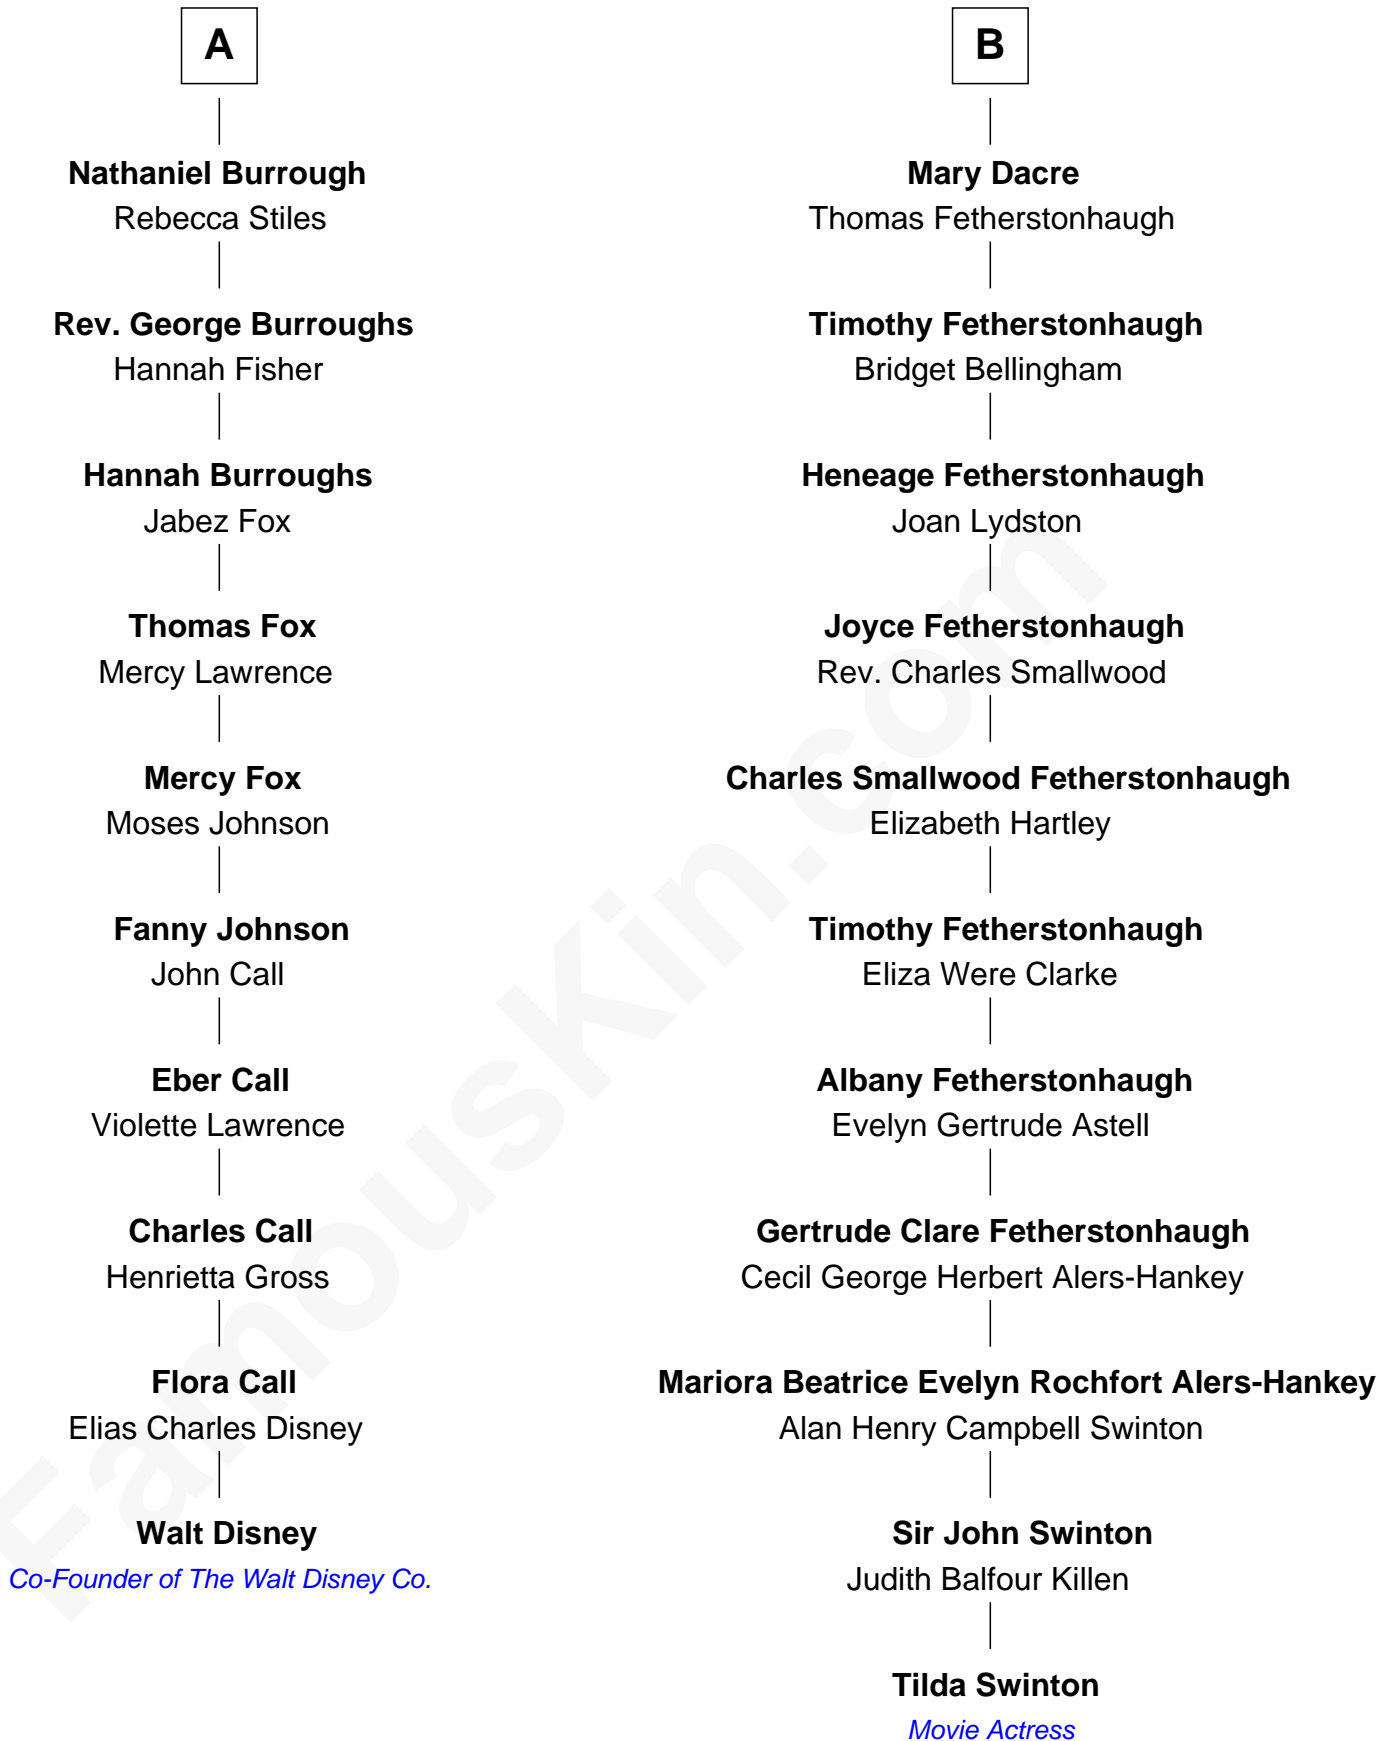 A
Nathaniel Burrough
Rebecca Stiles
Rev. George Burroughs
Hannah Fisher
Hannah Burroughs
Jabez Fox
Thomas Fox
Mercy Lawrence
Mercy Fox
Moses Johnson
Fanny Johnson
John Call
Eber Call
Violette Lawrence
Charles Call
Henrietta Gross
Flora Call
Elias Charles Disney
Walt Disney
Co-Founder of The Walt Disney Co.
B
Mary Dacre
Thomas Fetherstonhaugh
Timothy Fetherstonhaugh
Bridget Bellingham
Heneage Fetherstonhaugh
Joan Lydston
Joyce Fetherstonhaugh
Rev. Charles Smallwood
Charles Smallwood Fetherstonhaugh
Elizabeth Hartley
Timothy Fetherstonhaugh
Eliza Were Clarke
Albany Fetherstonhaugh
Evelyn Gertrude Astell
Gertrude Clare Fetherstonhaugh
Cecil George Herbert Alers-Hankey
Mariora Beatrice Evelyn Rochfort Alers-Hankey
Alan Henry Campbell Swinton
Sir John Swinton
Judith Balfour Killen
Tilda Swinton
Movie Actress
FamousKin.com